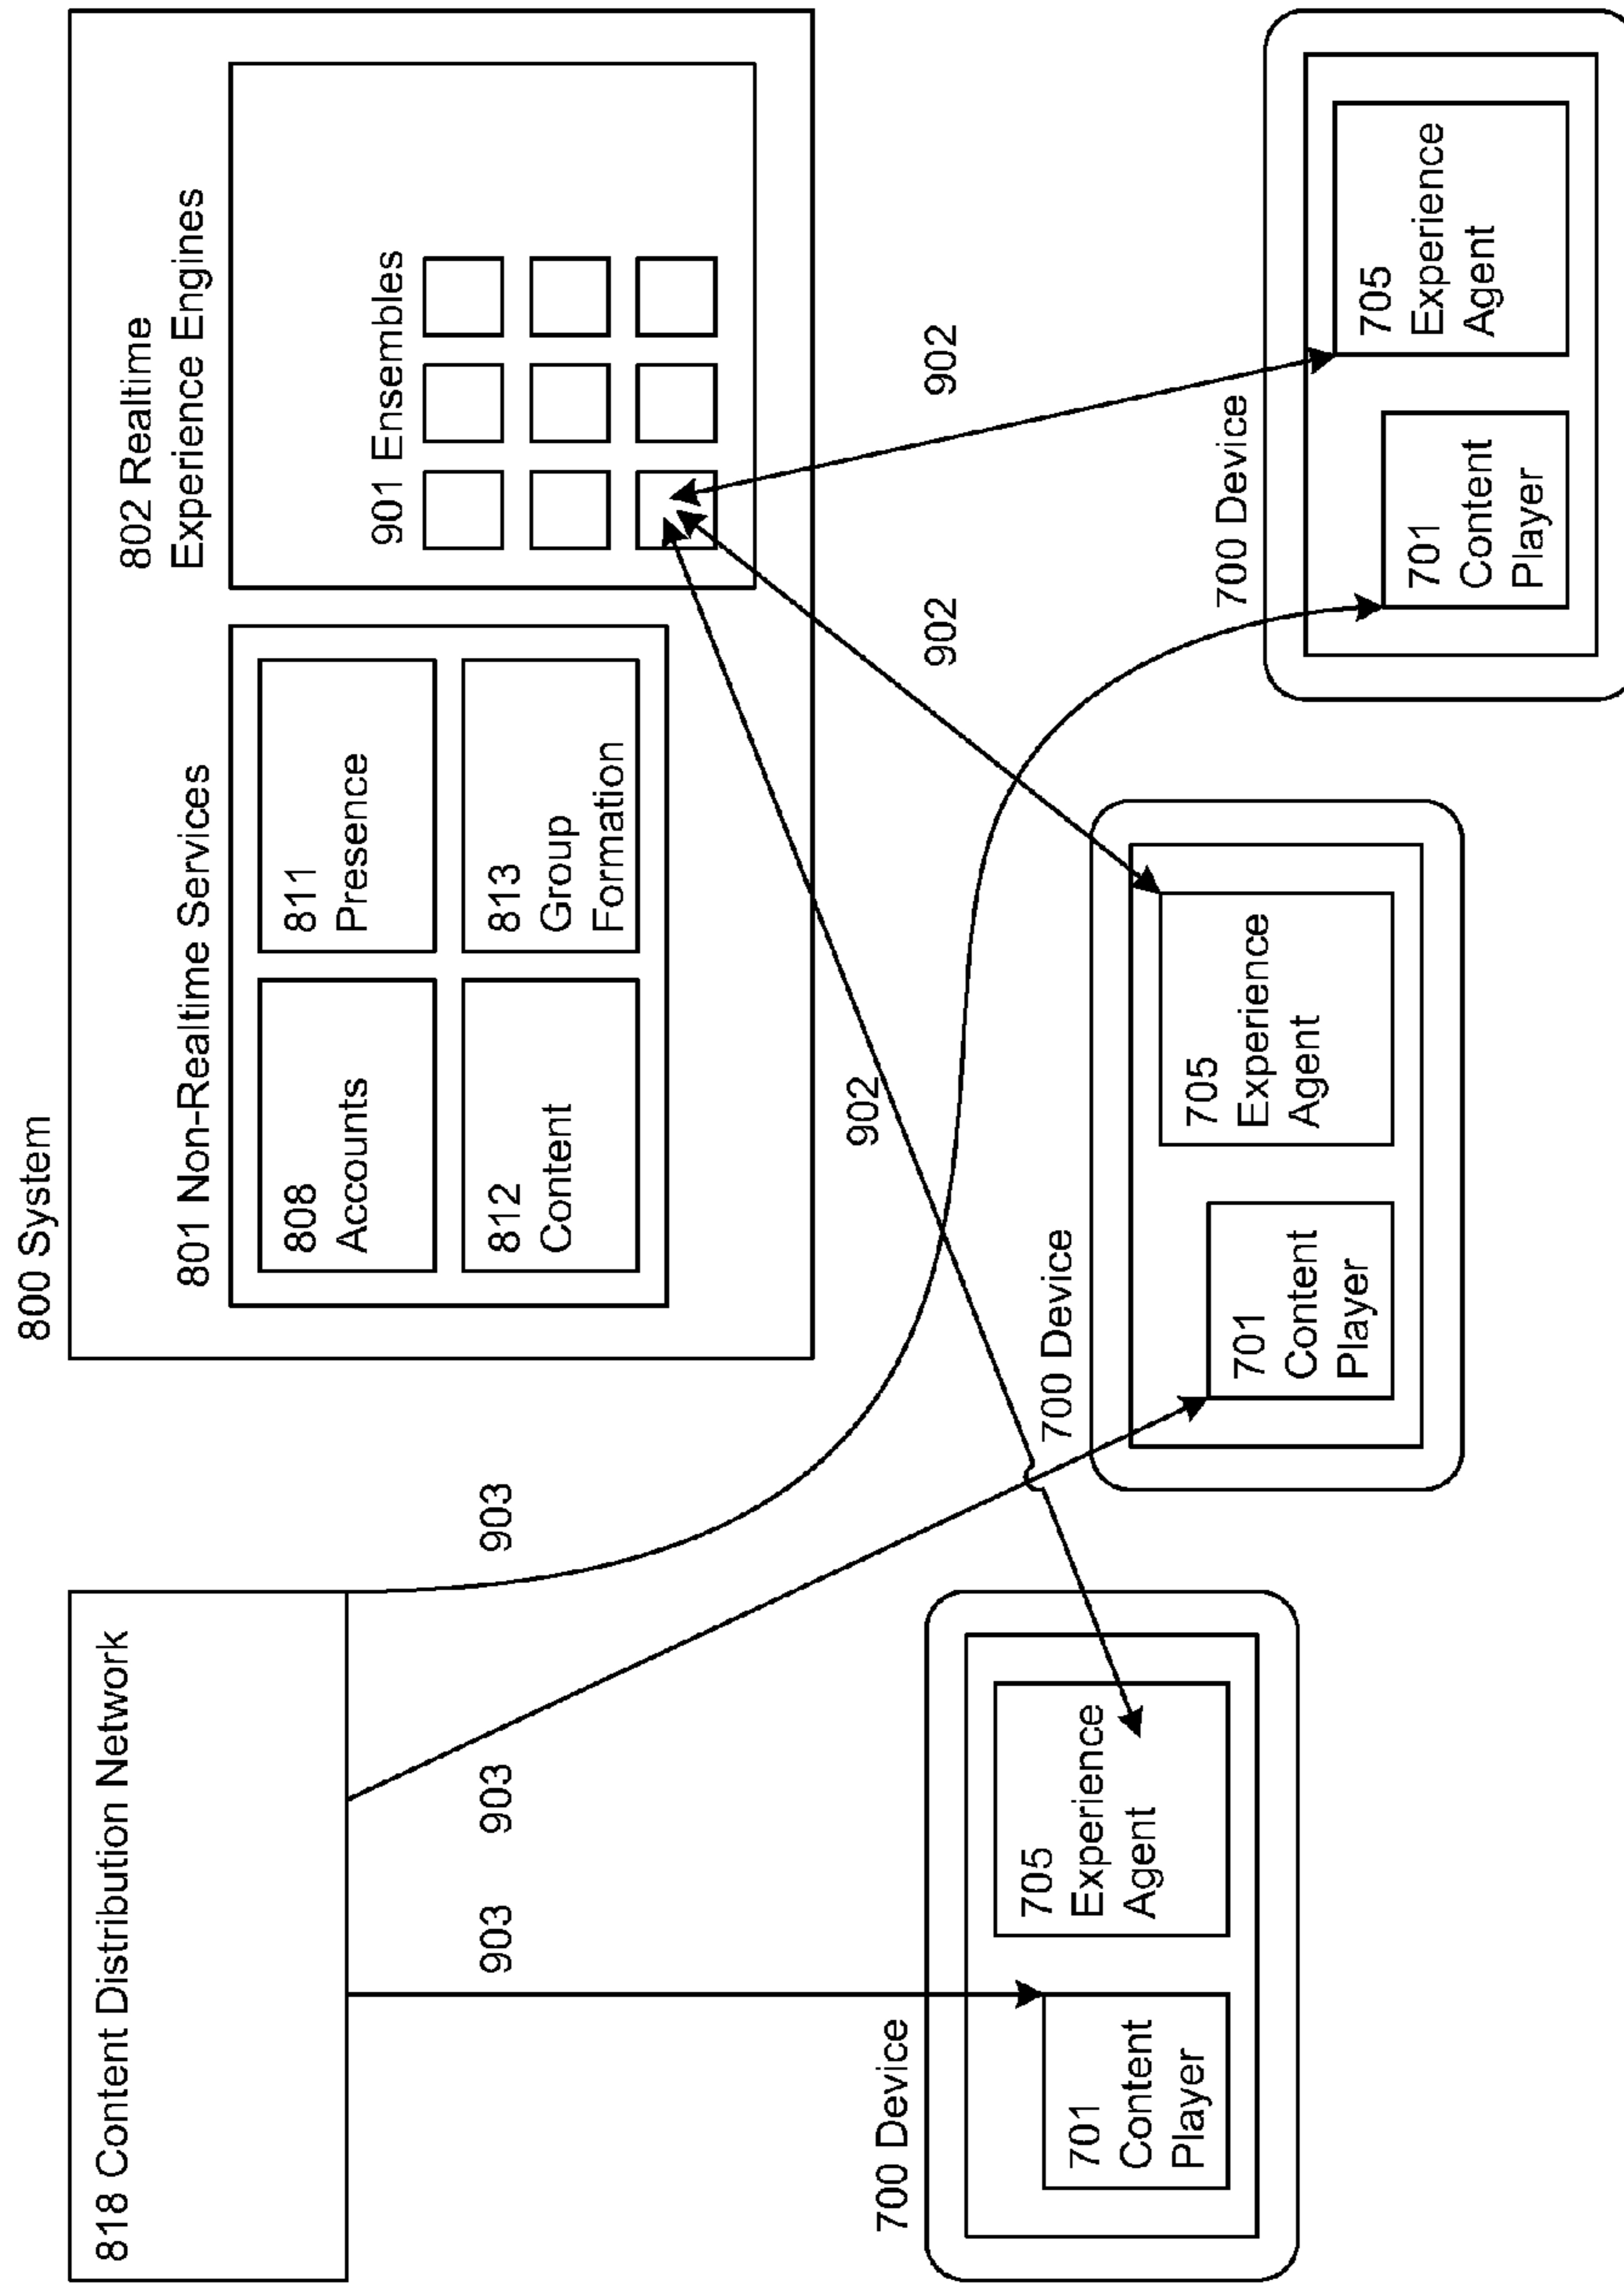 818 Content Distribution Network
800 System
801 Non-Realtime Services
808
Accounts
811
Presence
812
Content
813
Group
Formation
802 Realtime
Experience Engines
901 Ensembles
903
903
903
902
902
902
700 Device
701
Content
Player
705
Experience
Agent
700 Device
701
Content
Player
705
Experience
Agent
700 Device
701
Content
Player
705
Experience
Agent